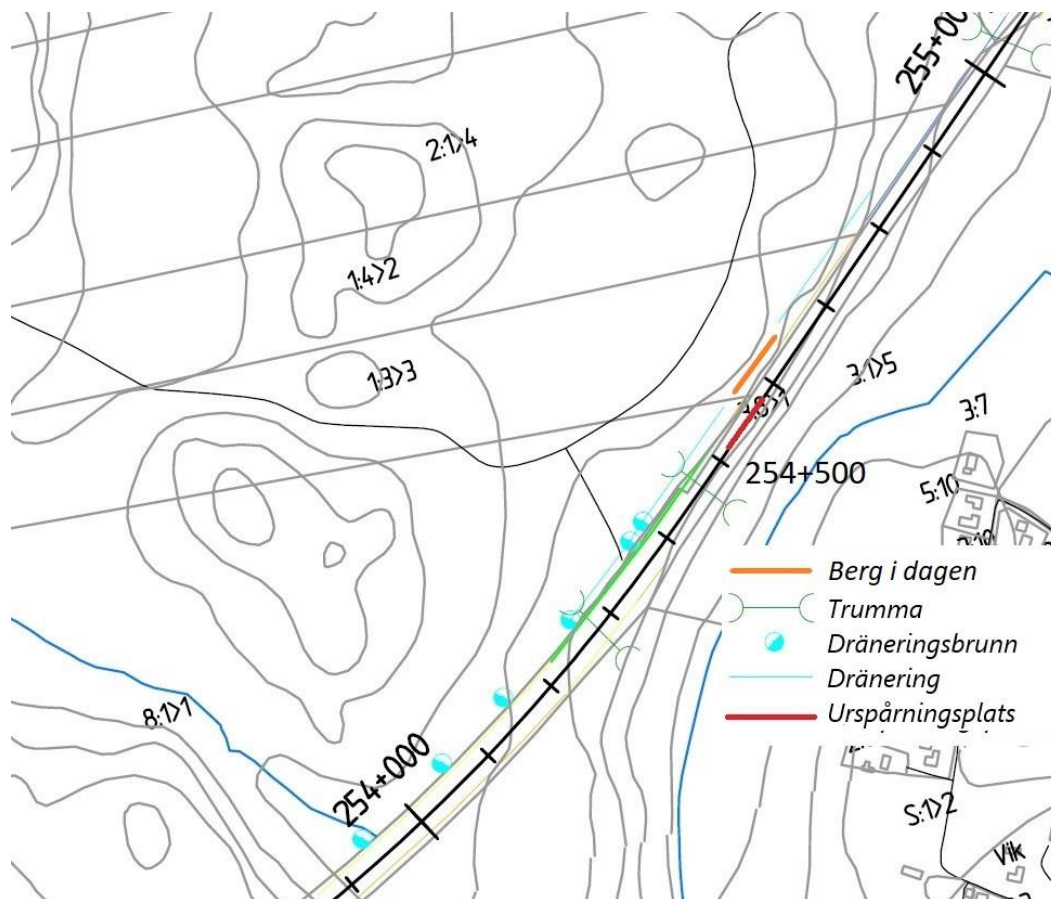 255+00
2:1>4
1:4>2
1:3>3
3:1>5
3:7
254+500
5:10
Berg i dagen
Trumma
Dräneringsbrunn
Dränering
Urspårningsplats
8:1>1
254+000
S:1>2
Vik